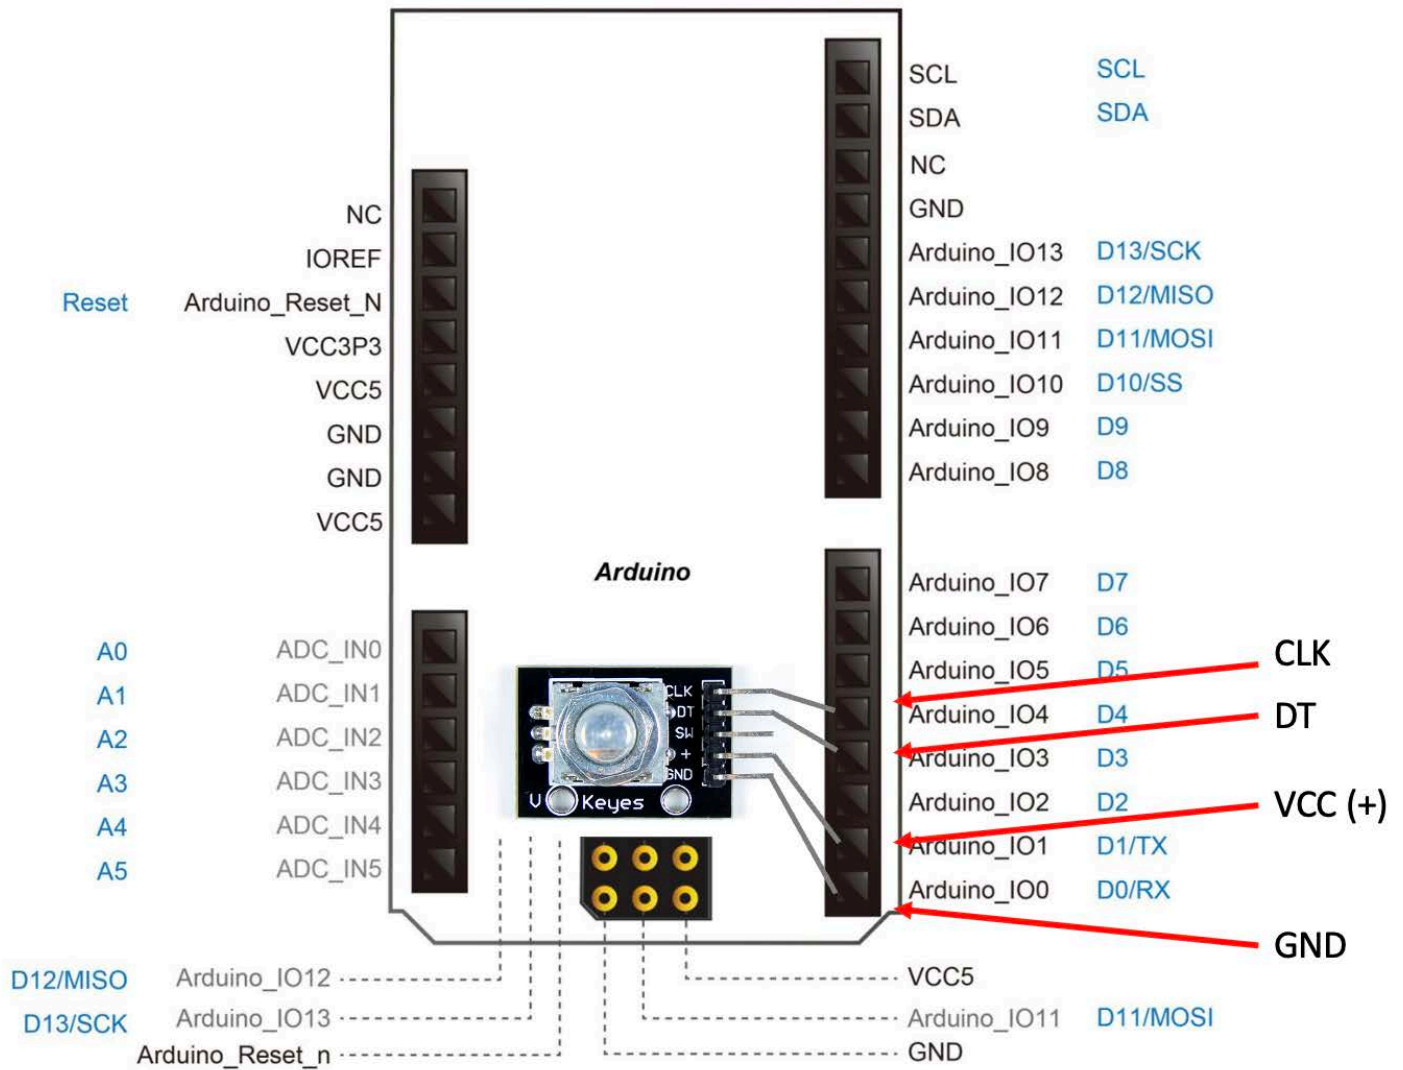 SCL SCL
SDA SDA
NC
GND
Arduino_IO13 D13/SCK
Arduino_IO12 D12/MISO
Arduino_IO11 D11/MOSI
Arduino_IO10 D10/SS
Arduino_IO9 D9
Arduino_IO8 D8
NC
IOREF
Reset Arduino_Reset_N
VCC3P3
VCC5
GND
GND
VCC5
Arduino
Arduino_IO7 D7
Arduino_IO6 D6
Arduino_IO5 D5
Arduino_IO4 D4
Arduino_IO3 D3
Arduino_IO2 D2
Arduino_IO1 D1/TX
Arduino_IO0 D0/RX
CLK
DT
VCC (+)
GND
A0 ADC_IN0
A1 ADC_IN1
A2 ADC_IN2
A3 ADC_IN3
A4 ADC_IN4
A5 ADC_IN5
CLK
DT
SW
+
GND
V Keyes
D12/MISO Arduino_IO12
D13/SCK Arduino_IO13
Arduino_Reset_n
VCC5
Arduino_IO11 D11/MOSI
GND